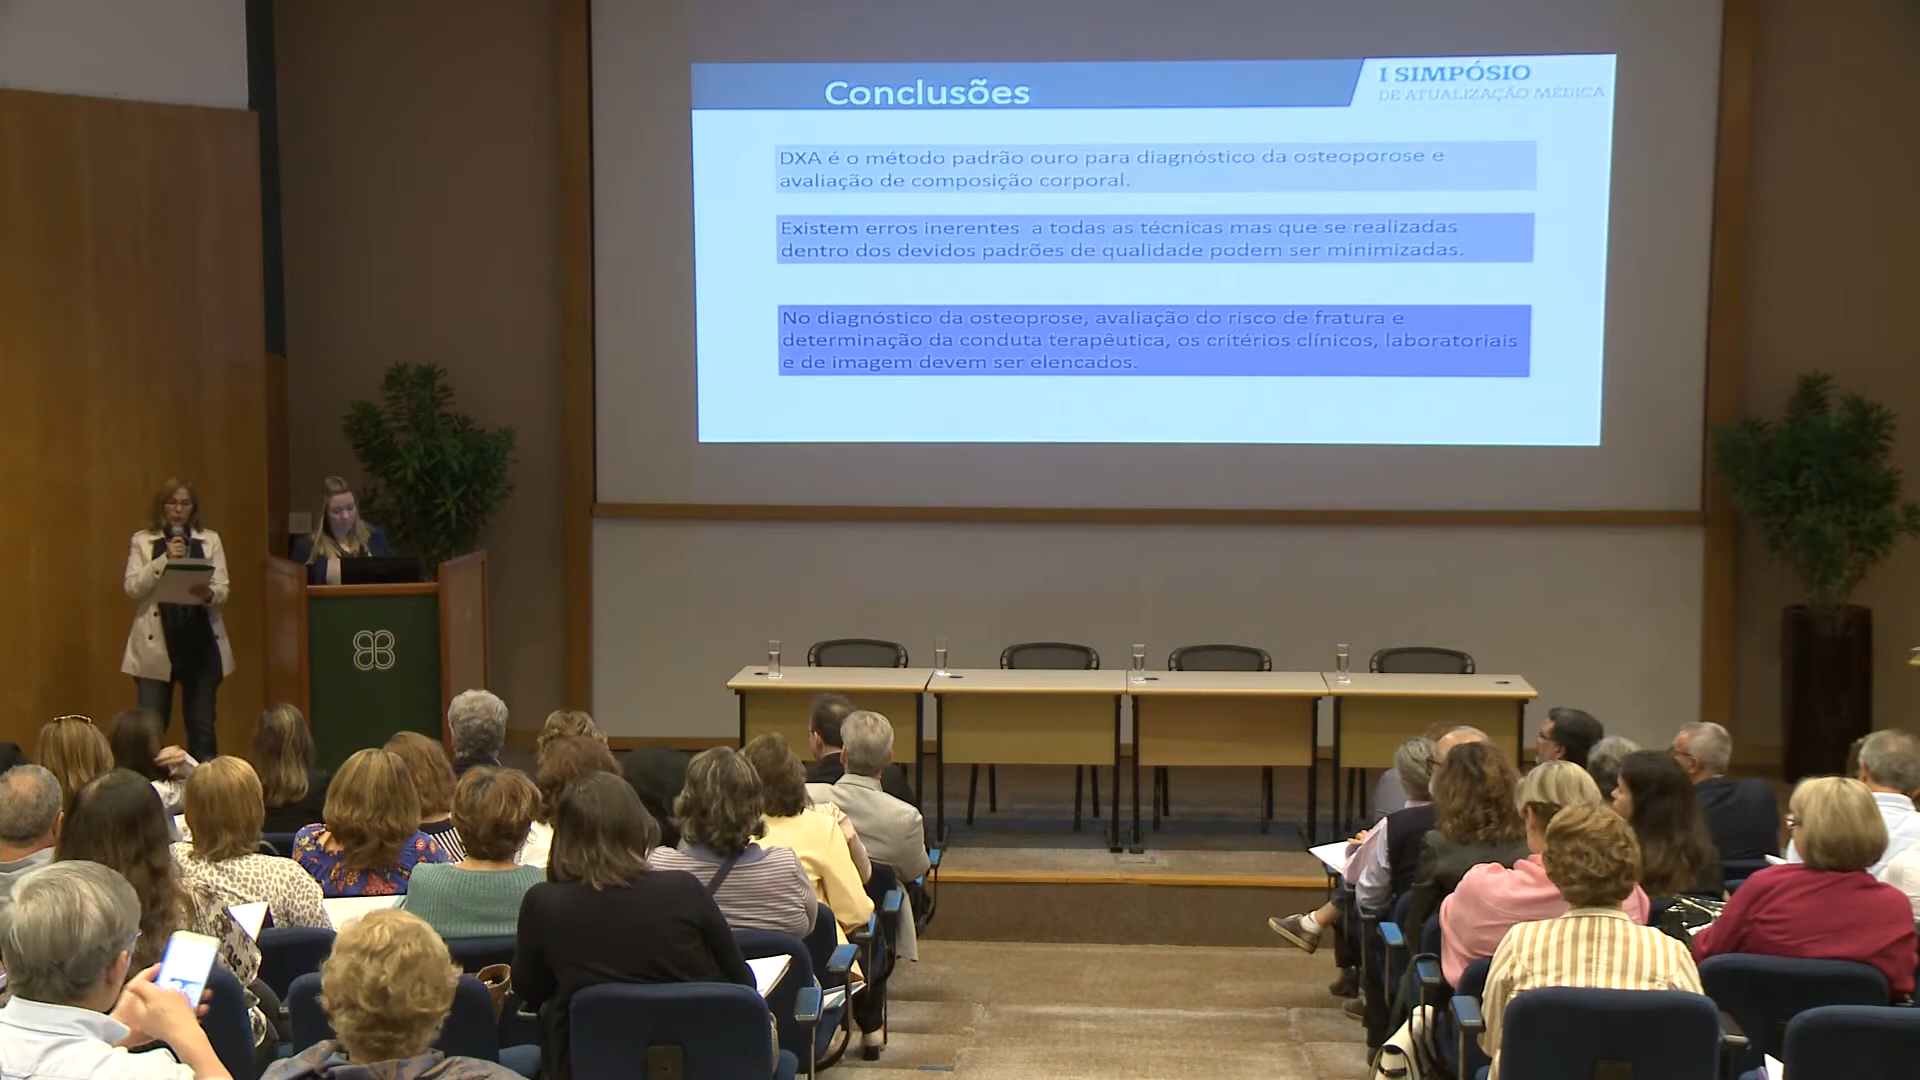 Conclusões
I SIMPÓSIO
DE ATUALIZAÇÃO MÉDICA
DXA é o método padrão ouro para diagnóstico da osteoporose e
avaliação de composição corporal.
Existem erros inerentes a todas as técnicas mas que se realizadas
dentro dos devidos padrões de qualidade podem ser minimizadas.
No diagnóstico da osteoprose, avaliação do risco de fratura e
determinação da conduta terapêutica, os critérios clínicos, laboratoriais
e de imagem devem ser elencados.